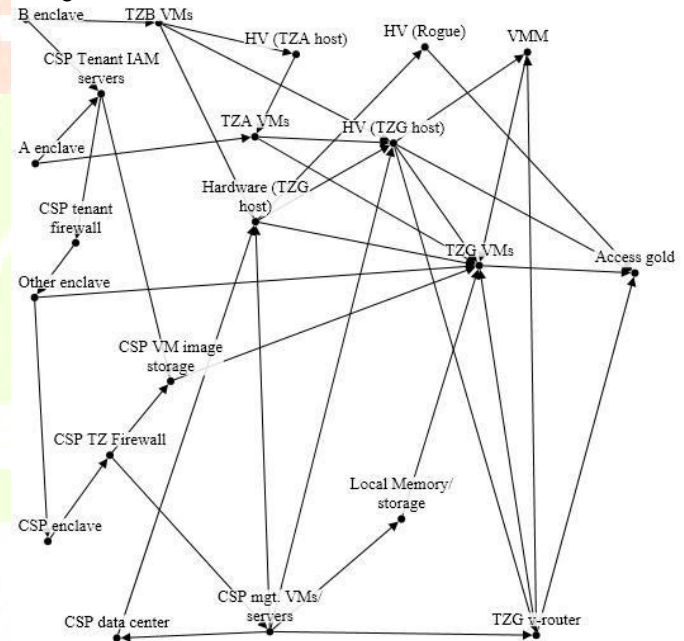 B enclave
TZB VMs
HV (TZA host)
HV (Rogue)
VMM
CSP Tenant IAM
servers
TZA VMs
HV (TZG host)
A enclave
Hardware (TZG
host)
CSP tenant
firewall
TZG VMs
Access gold
Other enclave
CSP VM image
storage
CSP TZ Firewall
Local Memory/
storage
CSP enclave
CSP mgt. VMs/
servers
CSP data center
TZG v-router